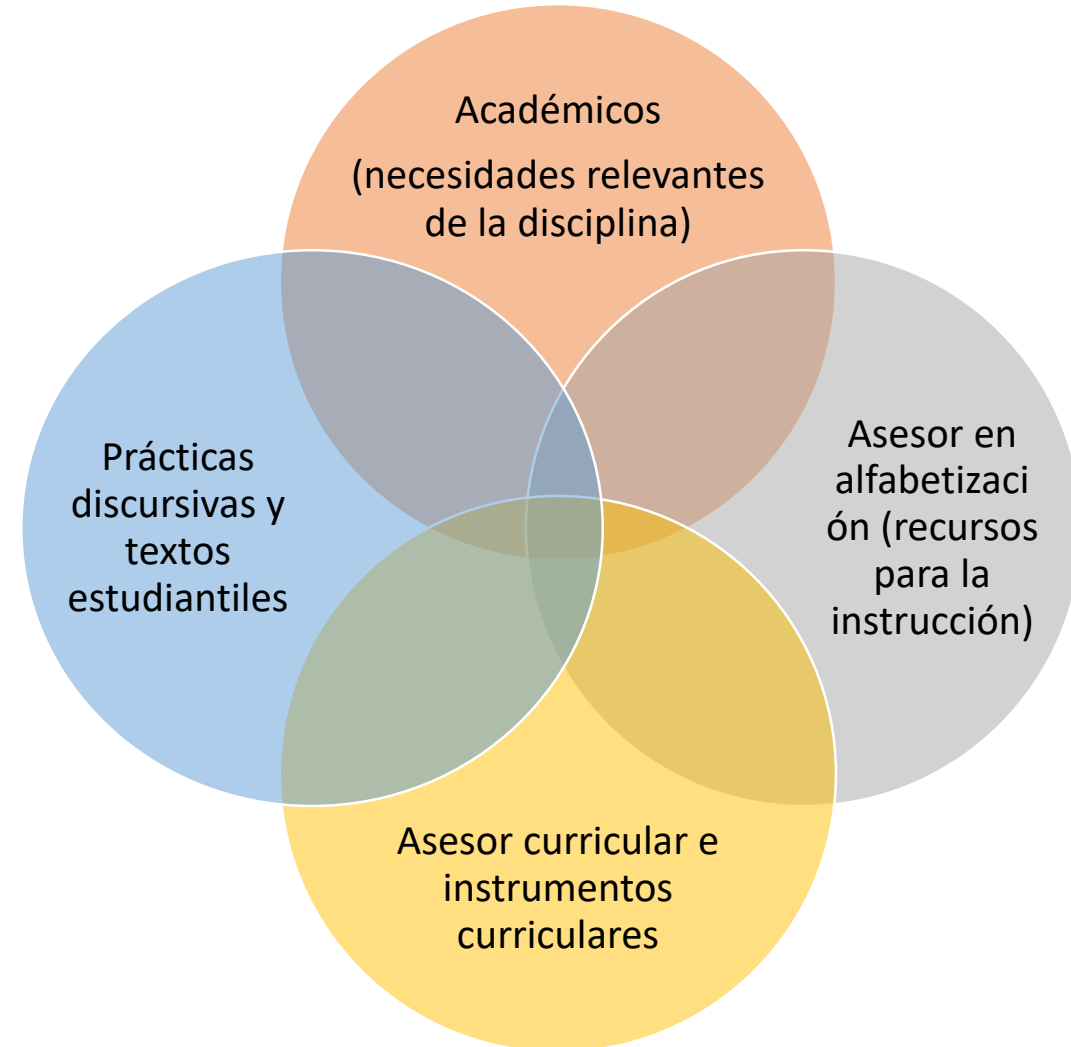 Académicos
(necesidades relevantes
de la disciplina)
Prácticas
discursivas y
textos
estudiantiles
Asesor en
alfabetizaci
ón (recursos
para la
instrucción)
Asesor curricular e
instrumentos
curriculares